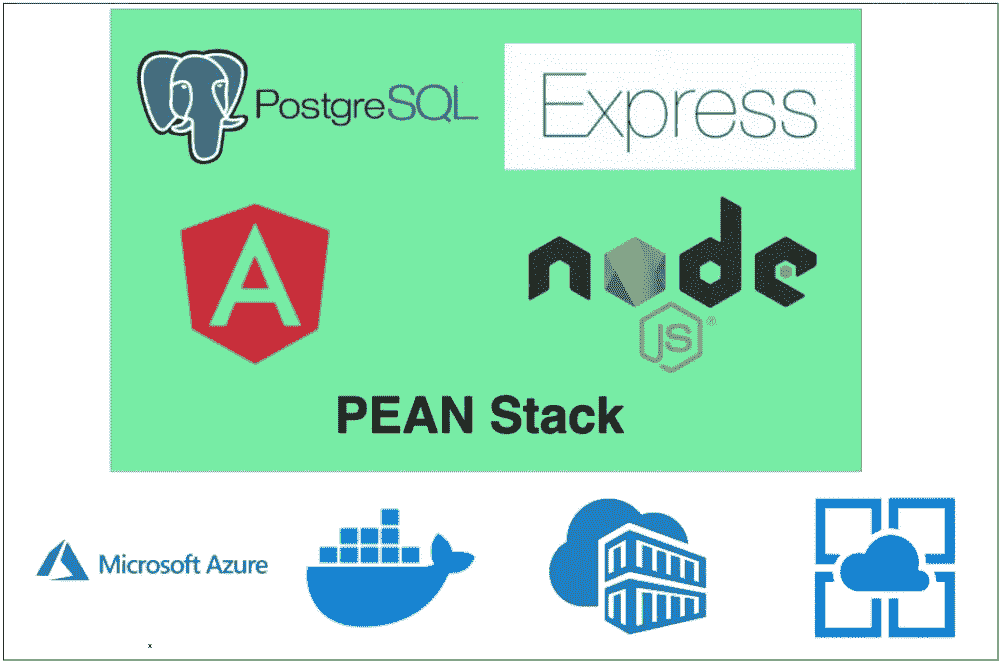 PostgreSQL
Express
A
node
JS®
PEAN Stack
Microsoft Azure
x